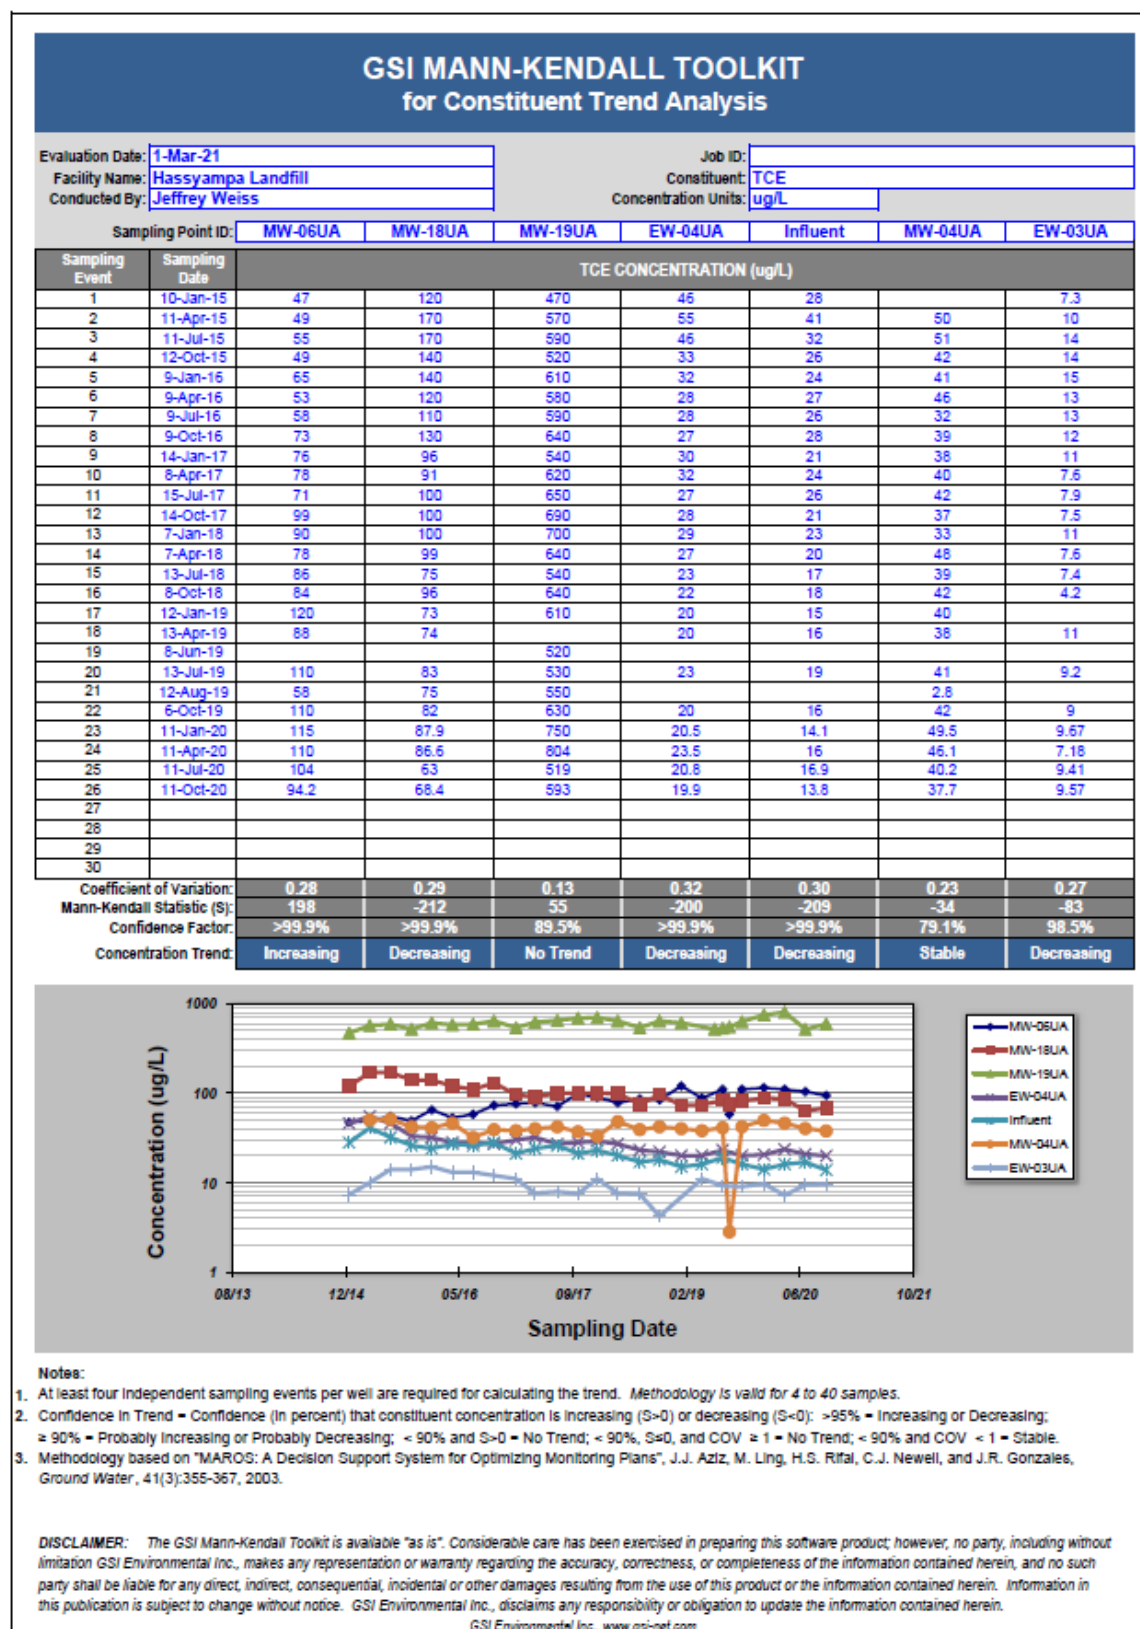 GSI MANN-KENDALL TOOLKIT
for Constituent Trend Analysis
Evaluation Date: 1-Mar-21 Job ID:
Facility Name: Hassyampa Landfill Constituent: TCE
Conducted By: Jeffrey Weiss Concentration Units: ug/L
Sampling Point ID: MW-06UA MW-18UA MW-19UA EW-04UA Influent MW-04UA EW-03UA
Sampling Event Sampling Date TCE CONCENTRATION (ug/L)
1 10-Jan-15 47 120 470 46 28 7.3
2 11-Apr-15 49 170 570 55 41 50 10
3 11-Jul-15 55 170 590 46 32 51 14
4 12-Oct-15 49 140 520 33 26 42 14
5 9-Jan-16 65 140 610 32 24 41 15
6 9-Apr-16 53 120 580 28 27 46 13
7 9-Jul-16 58 110 590 28 26 32 13
8 9-Oct-16 73 130 640 27 28 39 12
9 14-Jan-17 76 96 540 30 21 38 11
10 8-Apr-17 78 91 620 32 24 40 7.6
11 15-Jul-17 71 100 650 27 26 42 7.9
12 14-Oct-17 99 100 690 28 21 37 7.5
13 7-Jan-18 90 100 700 29 23 33 11
14 7-Apr-18 78 99 640 27 20 48 7.6
15 13-Jul-18 86 75 540 23 17 39 7.4
16 8-Oct-18 84 96 640 22 18 42 4.2
17 12-Jan-19 120 73 610 20 15 40
18 13-Apr-19 88 74 20 16 38 11
19 8-Jun-19 520
20 13-Jul-19 110 83 530 23 19 41 9.2
21 12-Aug-19 58 75 550 2.8
22 6-Oct-19 110 82 630 20 16 42 9
23 11-Jan-20 115 87.9 750 20.5 14.1 49.5 9.67
24 11-Apr-20 110 86.6 804 23.5 16 46.1 7.18
25 11-Jul-20 104 63 519 20.8 16.9 40.2 9.41
26 11-Oct-20 94.2 68.4 593 19.9 13.8 37.7 9.57
27
28
29
30
Coefficient of Variation: 0.28 0.29 0.13 0.32 0.30 0.23 0.27
Mann-Kendall Statistic (S): 198 -212 55 -200 -209 -34 -83
Confidence Factor: >99.9% >99.9% 89.5% >99.9% >99.9% 79.1% 98.5%
Concentration Trend: Increasing Decreasing No Trend Decreasing Decreasing Stable Decreasing
Concentration (ug/L)
1000
100
10
1
08/13 12/14 05/16 09/17 02/19 06/20 10/21
Sampling Date
MW-06UA
MW-18UA
MW-19UA
EW-04UA
Influent
MW-04UA
EW-03UA
Notes:
1. At least four independent sampling events per well are required for calculating the trend. Methodology is valid for 4 to 40 samples.
2. Confidence in Trend = Confidence (in percent) that constituent concentration is increasing (S>0) or decreasing (S<0): >95% = Increasing or Decreasing;
≥ 90% = Probably Increasing or Probably Decreasing; < 90% and S>0 = No Trend; < 90%, S≤0, and COV ≥ 1 = No Trend; < 90% and COV < 1 = Stable.
3. Methodology based on "MAROS: A Decision Support System for Optimizing Monitoring Plans", J.J. Aziz, M. Ling, H.S. Rifai, C.J. Newell, and J.R. Gonzales,
Ground Water, 41(3):355-367, 2003.
DISCLAIMER: The GSI Mann-Kendall Toolkit is available "as is". Considerable care has been exercised in preparing this software product; however, no party, including without
limitation GSI Environmental Inc., makes any representation or warranty regarding the accuracy, correctness, or completeness of the information contained herein, and no such
party shall be liable for any direct, indirect, consequential, incidental or other damages resulting from the use of this product or the information contained herein. Information in
this publication is subject to change without notice. GSI Environmental Inc., disclaims any responsibility or obligation to update the information contained herein.
GSI Environmental Inc., www.gsi-net.com